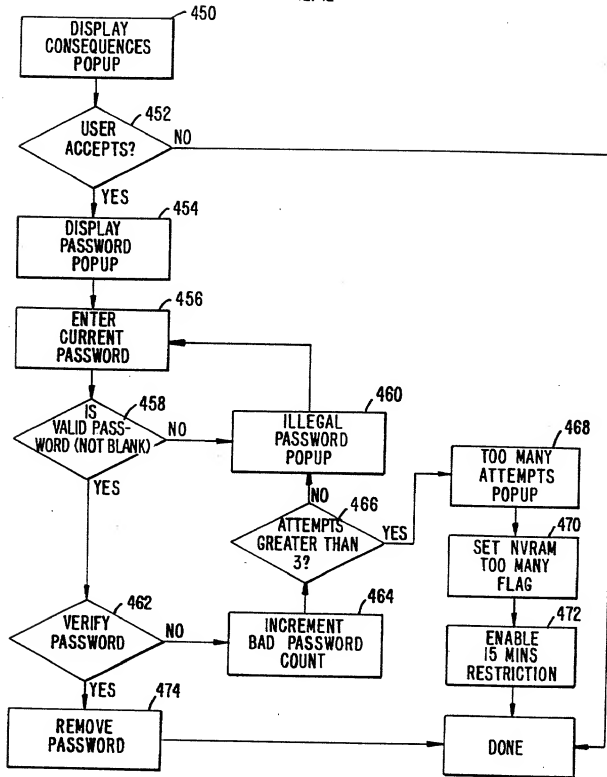 450
DISPLAY
CONSEQUENCES
POPUP
452
USER
ACCEPTS?
NO
YES
454
DISPLAY
PASSWORD
POPUP
456
ENTER
CURRENT
PASSWORD
458
IS
VALID PASS-
WORD (NOT BLANK)
NO
YES
460
ILLEGAL
PASSWORD
POPUP
NO
466
ATTEMPTS
GREATER THAN
3?
YES
468
TOO MANY
ATTEMPTS
POPUP
470
SET NVRAM
TOO MANY
FLAG
472
ENABLE
15 MINS
RESTRICTION
462
VERIFY
PASSWORD
NO
YES
464
INCREMENT
BAD PASSWORD
COUNT
474
REMOVE
PASSWORD
DONE